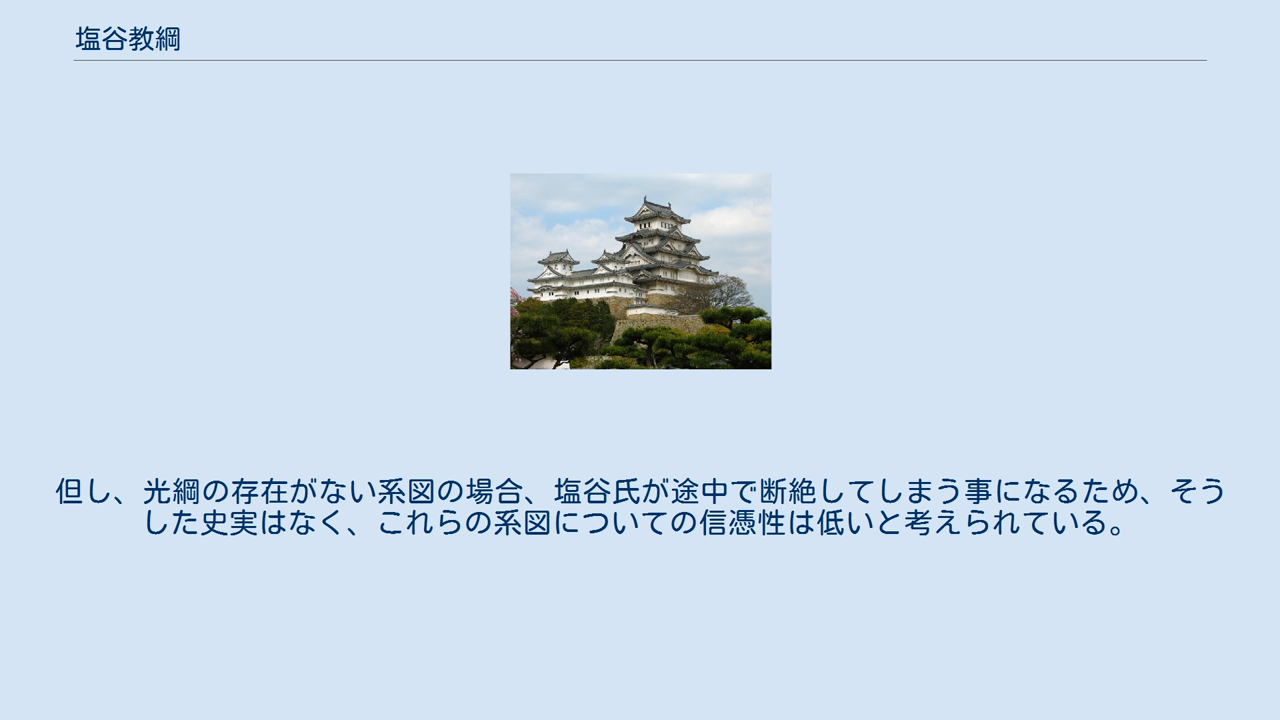 塩谷教綱
但し、光綱の存在がない系図の場合、塩谷氏が途中で断絶してしまう事になるため、そう
した史実はなく、これらの系図についての信憑性は低いと考えられている。